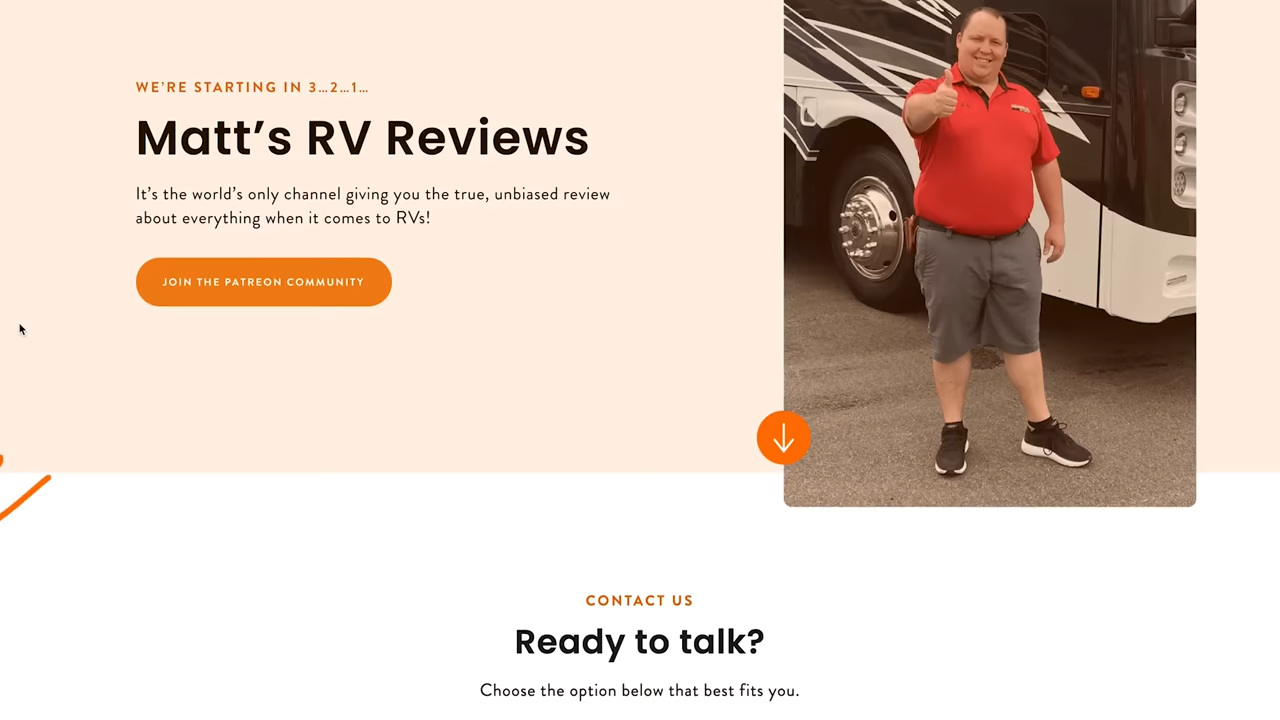 WE'RE STARTING IN 3...2...1...
Matt's RV Reviews
It's the world's only channel giving you the true, unbiased review
about everything when it comes to RVs!
JOIN THE PATREON COMMUNITY
CONTACT US
Ready to talk?
Choose the option below that best fits you.